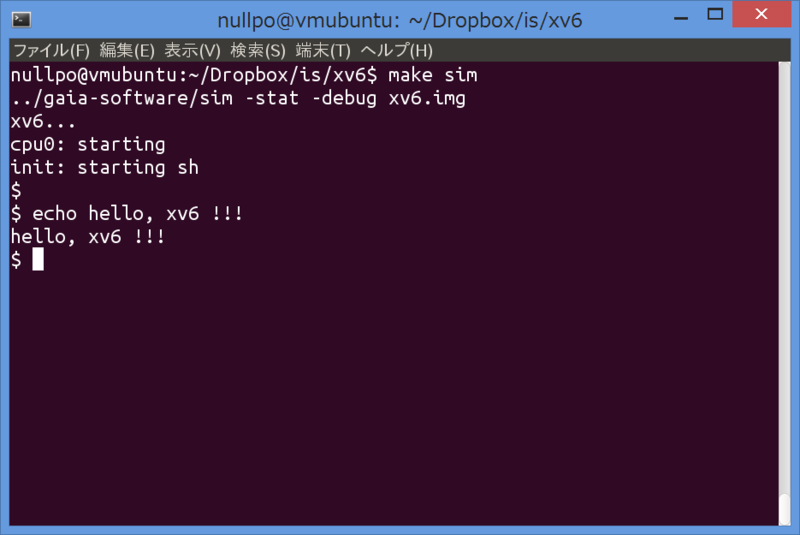 nullpo@vmubuntu: ~/Dropbox/is/xv6
ファイル(F) 編集(E) 表示(V) 検索(S) 端末(T) ヘルプ(H)
nullpo@vmubuntu:~/Dropbox/is/xv6$ make sim
../gaia-software/sim -stat -debug xv6.img
xv6...
cpu0: starting
init: starting sh
$
$ echo hello, xv6 !!!
hello, xv6 !!!
$